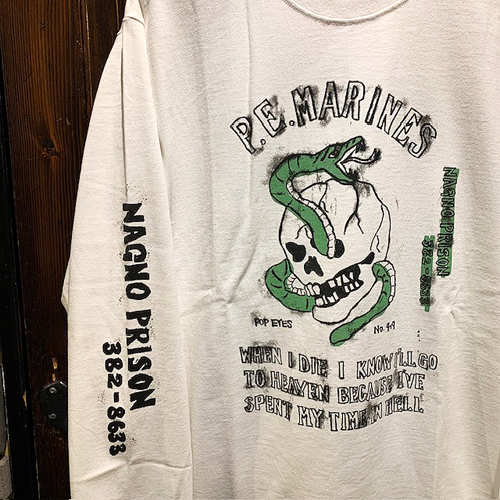 P.E.MARINES
NAGNO PRISON
382-8633
POP EYES
No. 49
WHEN I DIE I KNOW I'LL GO
TO HEAVEN BECAUSE I'VE
SPENT MY TIME IN HELL
NAGNO PRISON
382-8633